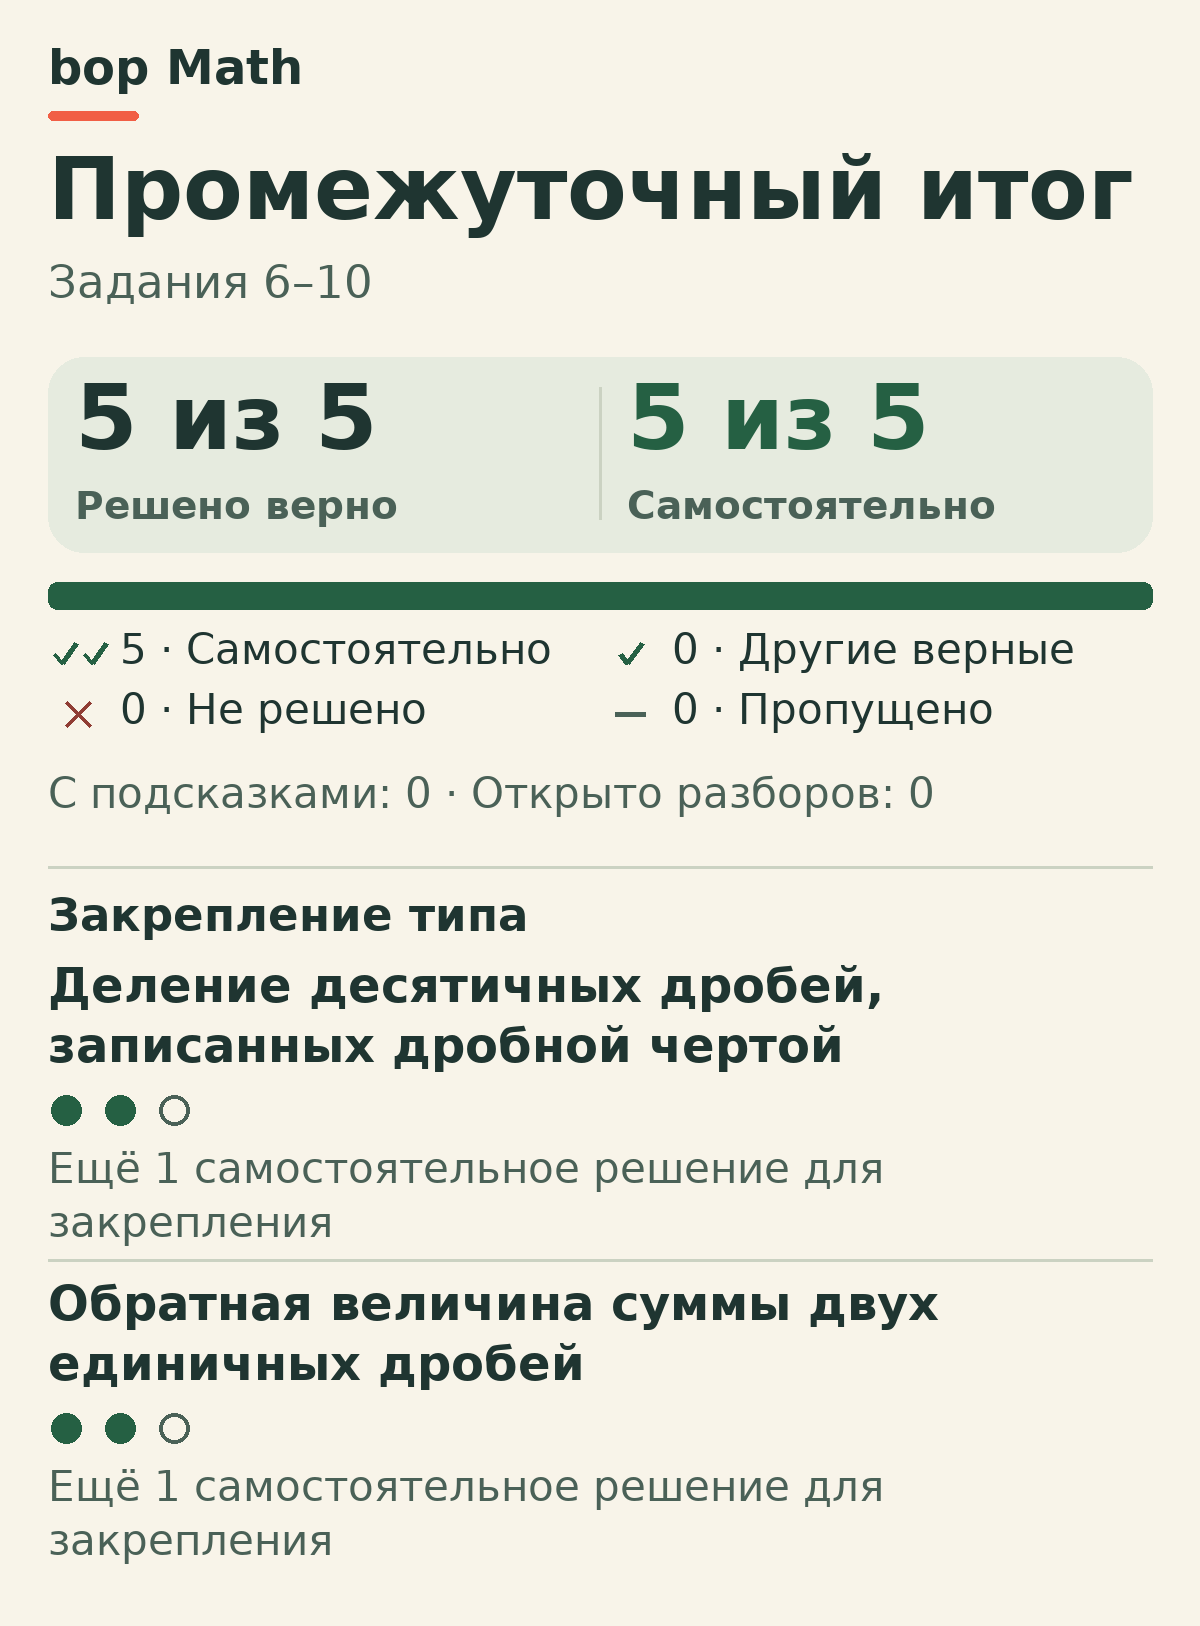 bop Math
Промежуточный итог
Задания 6–10
5 из 5
Решено верно
5 из 5
Самостоятельно
5 · Самостоятельно
0 · Другие верные
0 · Не решено
0 · Пропущено
С подсказками: 0 · Открыто разборов: 0
Закрепление типа
Деление десятичных дробей,
записанных дробной чертой
Ещё 1 самостоятельное решение для
закрепления
Обратная величина суммы двух
единичных дробей
Ещё 1 самостоятельное решение для
закрепления